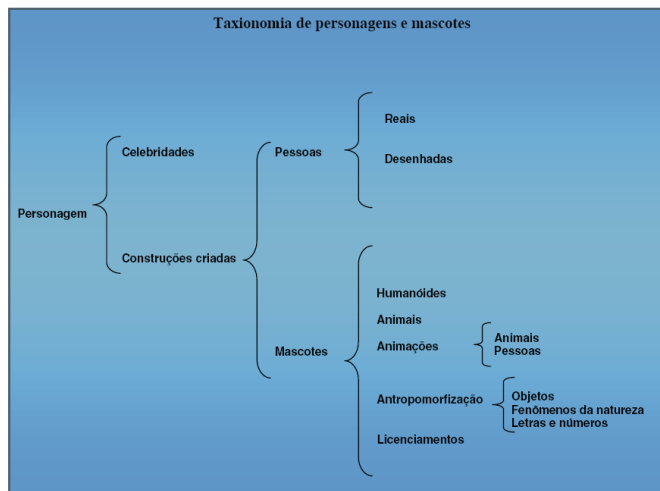 Taxionomia de personagens e mascotes
Reais
Celebridades
Pessoas
Desenhadas
Personagem
Construções criadas
Humanóides
Animais
Mascotes
Animações
Animais
Pessoas
Antropomorfização
Objetos
Fenômenos da natureza
Letras e números
Licenciamentos